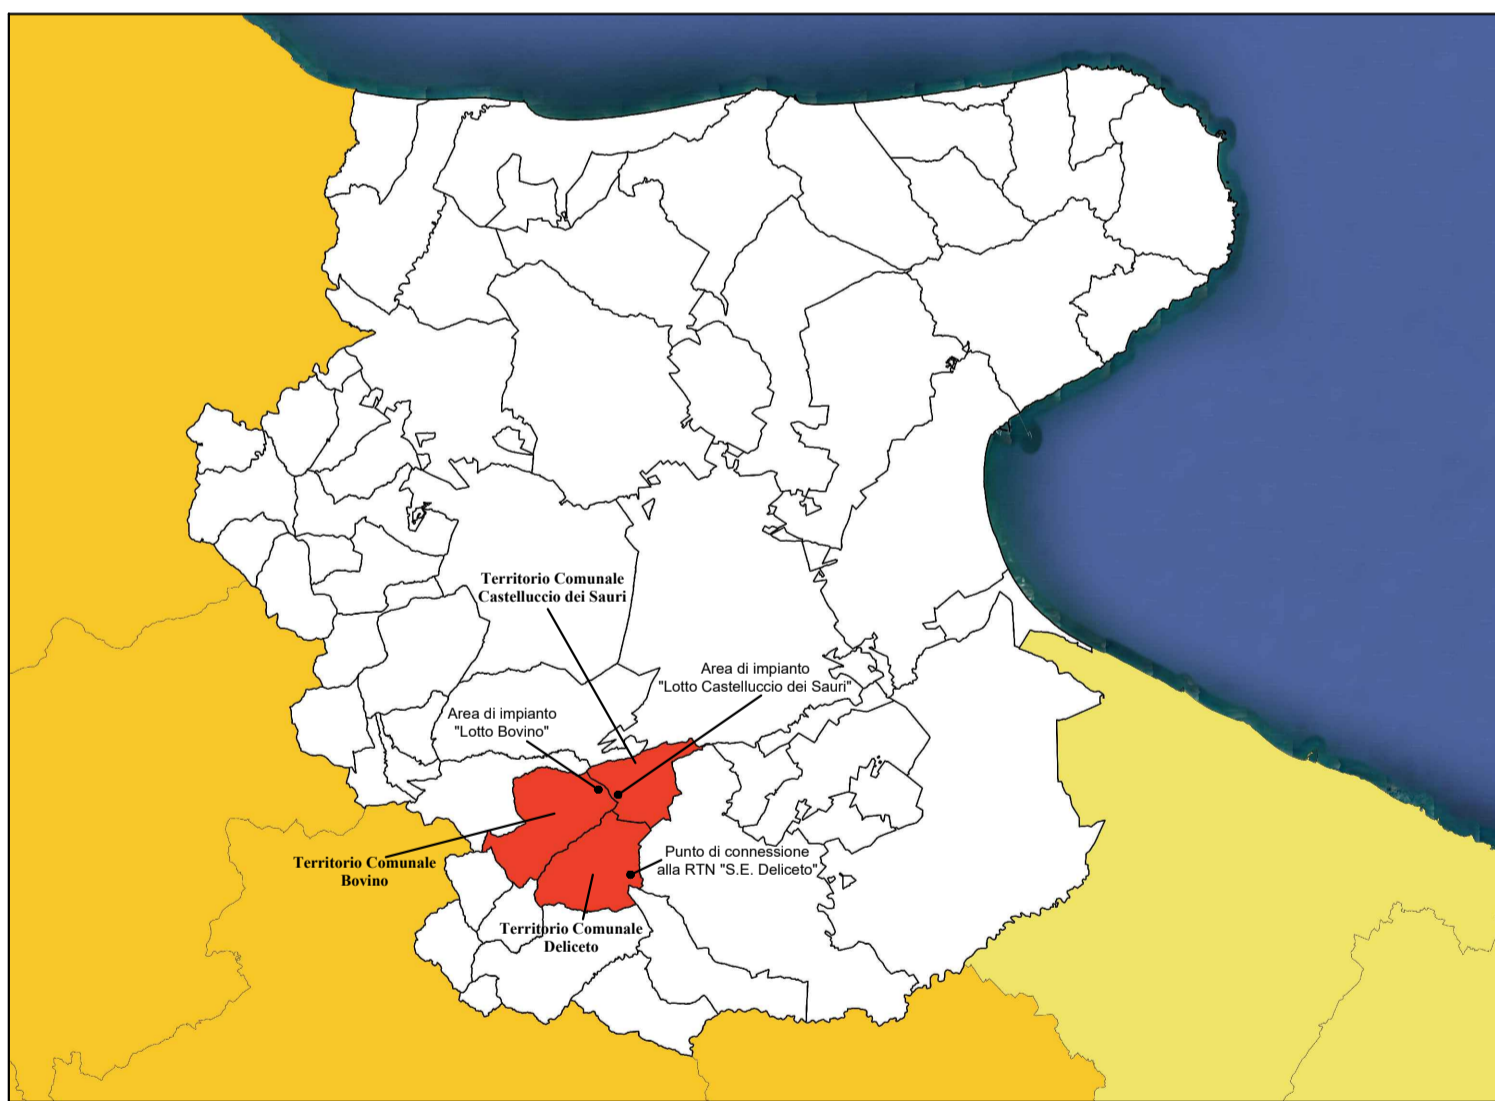 Territorio Comunale
Castelluccio dei Sauri
Area di impianto
"Lotto Castelluccio dei Sauri"
Area di impianto
"Lotto Bovino"
Punto di connessione
alla RTN "S.E. Deliceto"
Territorio Comunale
Bovino
Territorio Comunale
Deliceto